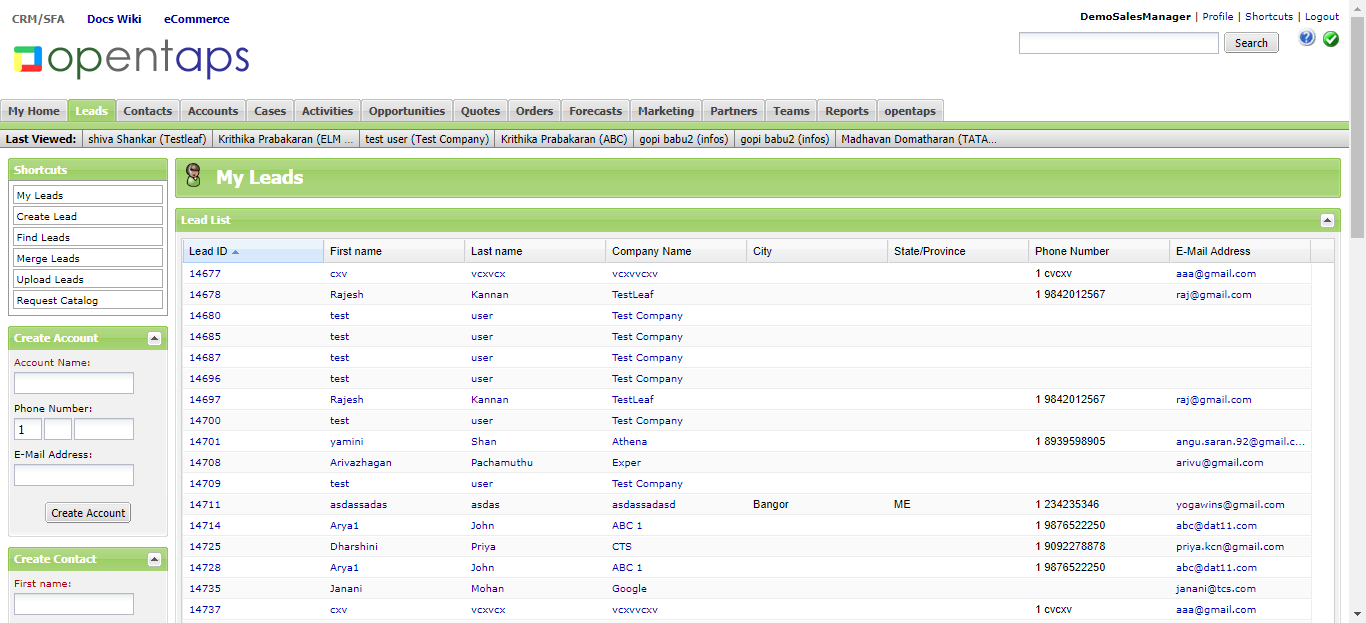 CRM/SFA Docs Wiki eCommerce
DemoSalesManager | Profile | Shortcuts | Logout
opentaps
Search
My Home Leads Contacts Accounts Cases Activities Opportunities Quotes Orders Forecasts Marketing Partners Teams Reports opentaps
Last Viewed: shiva Shankar (Testleaf) Krithika Prabakaran (ELM ... test user (Test Company) Krithika Prabakaran (ABC) gopi babu2 (infos) gopi babu2 (infos) Madhavan Domatharan (TATA...
Shortcuts
My Leads
Create Lead
Find Leads
Merge Leads
Upload Leads
Request Catalog
Create Account
Account Name:
Phone Number:
1
E-Mail Address:
Create Account
Create Contact
First name:
My Leads
Lead List
Lead ID First name Last name Company Name City State/Province Phone Number E-Mail Address
14677 cxv vcxvcx vcxvvcxv 1 cvcxv aaa@gmail.com
14678 Rajesh Kannan TestLeaf 1 9842012567 raj@gmail.com
14680 test user Test Company
14685 test user Test Company
14687 test user Test Company
14696 test user Test Company
14697 Rajesh Kannan TestLeaf 1 9842012567 raj@gmail.com
14700 test user Test Company
14701 yamini Shan Athena 1 8939598905 angu.saran.92@gmail.c...
14708 Arivazhagan Pachamuthu Exper arivu@gmail.com
14709 test user Test Company
14711 asdassadas asdas asdassadasd Bangor ME 1 234235346 yogawins@gmail.com
14714 Arya1 John ABC 1 1 9876522250 abc@dat11.com
14725 Dharshini Priya CTS 1 9092278878 priya.kcn@gmail.com
14728 Arya1 John ABC 1 1 9876522250 abc@dat11.com
14735 Janani Mohan Google janani@tcs.com
14737 cxv vcxvcx vcxvvcxv 1 cvcxv aaa@gmail.com